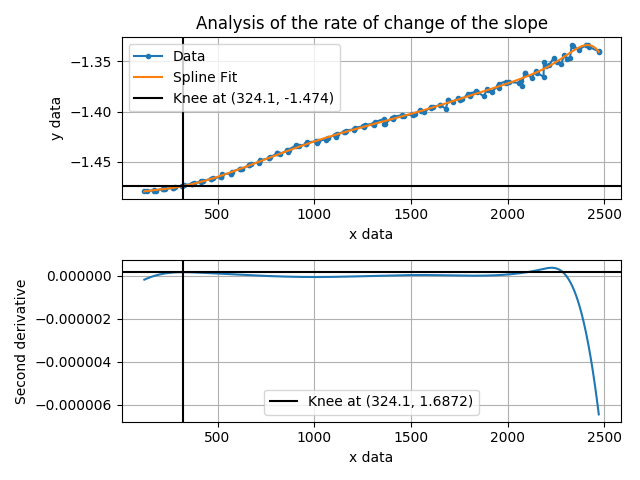 Analysis of the rate of change of the slope
Data
Spline Fit
Knee at (324.1, -1.474)
−1.35
−1.40
−1.45
y data
500
1000
1500
2000
2500
x data
0.000000
−0.000002
−0.000004
−0.000006
Second derivative
Knee at (324.1, 1.6872)
500
1000
1500
2000
2500
x data